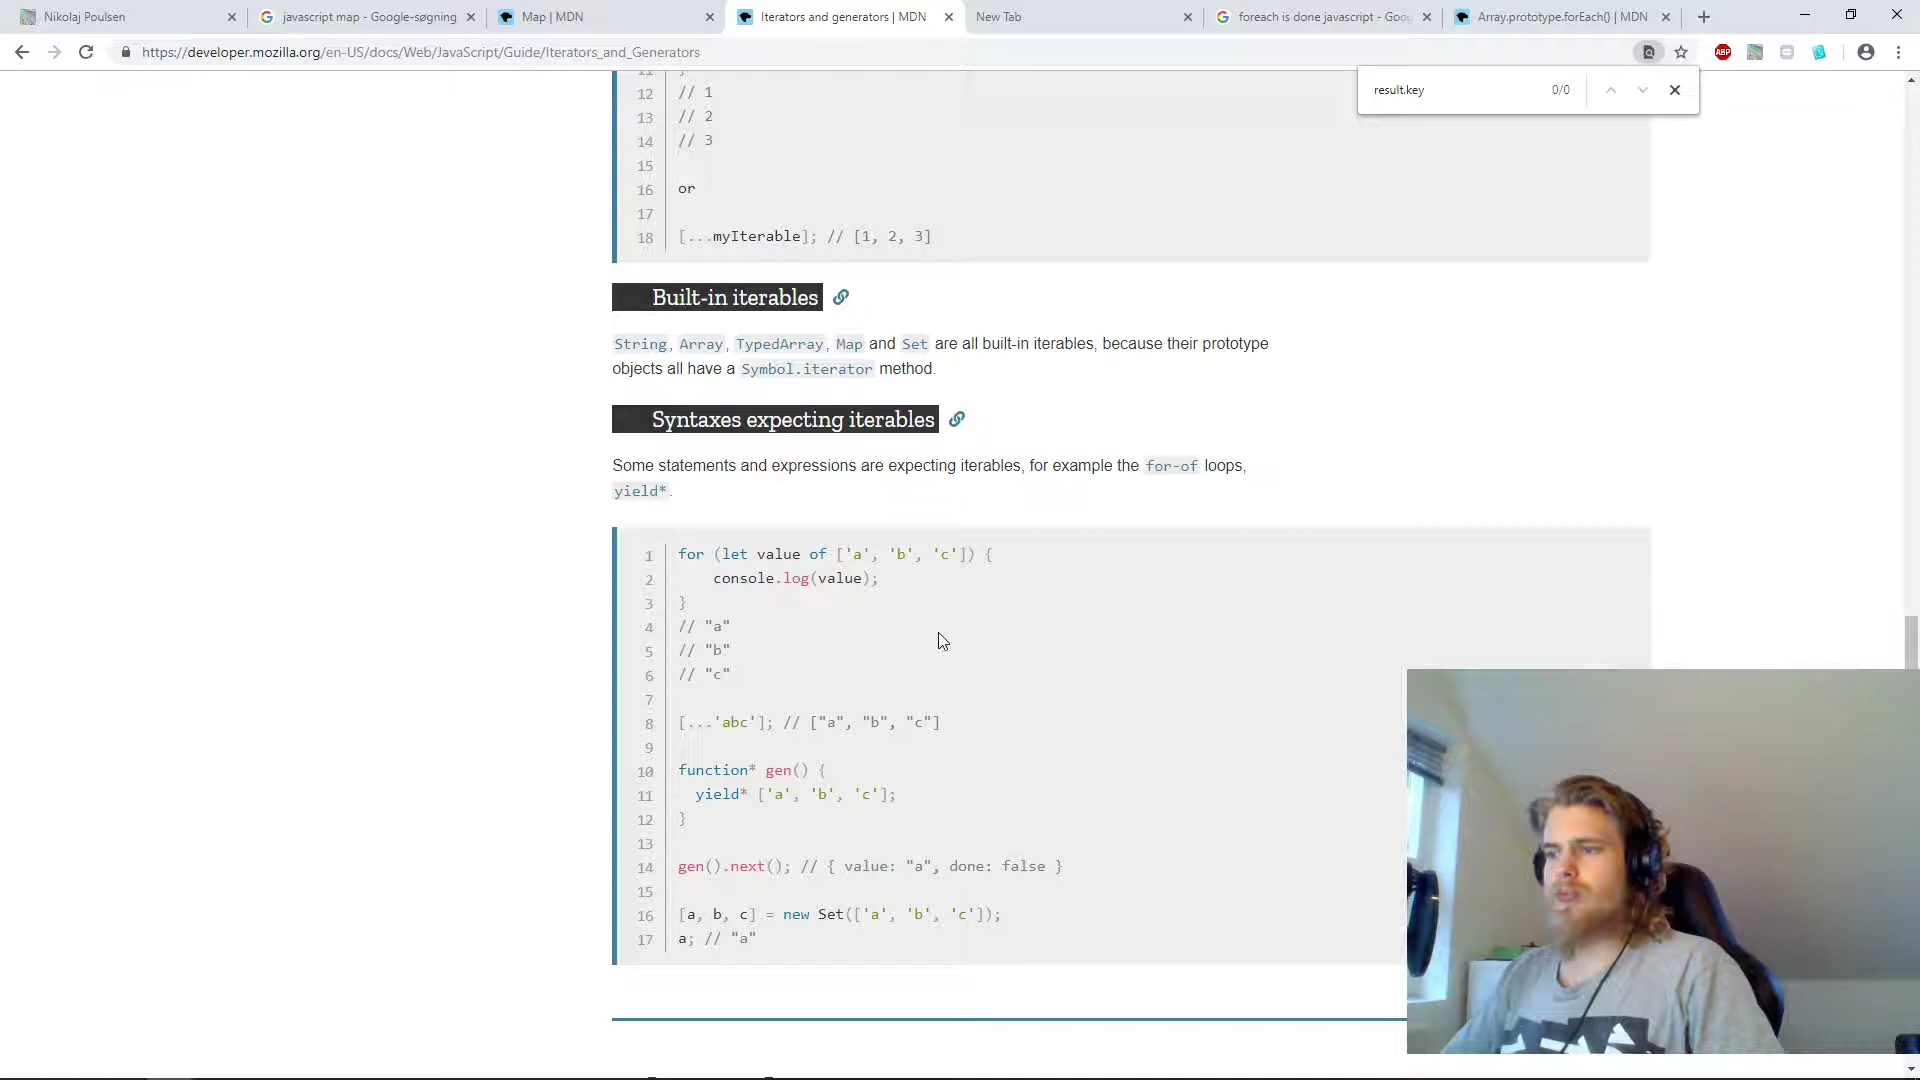 Nikolaj Poulsen
javascript map - Google-søgning
Map | MDN
Iterators and generators | MDN
New Tab
foreach is done javascript - Goo
Array.prototype.forEach() | MDN
https://developer.mozilla.org/en-US/docs/Web/JavaScript/Guide/Iterators_and_Generators
ABP
result.key 0/0
11 }
12 // 1
13 // 2
14 // 3
15
16 or
17
18 [...myIterable]; // [1, 2, 3]
Built-in iterables
String, Array, TypedArray, Map and Set are all built-in iterables, because their prototype
objects all have a Symbol.iterator method.
Syntaxes expecting iterables
Some statements and expressions are expecting iterables, for example the for-of loops,
yield*.
1 for (let value of ['a', 'b', 'c']) {
2 console.log(value);
3 }
4 // "a"
5 // "b"
6 // "c"
7
8 [...'abc']; // ["a", "b", "c"]
9
10 function* gen() {
11 yield* ['a', 'b', 'c'];
12 }
13
14 gen().next(); // { value: "a", done: false }
15
16 [a, b, c] = new Set(['a', 'b', 'c']);
17 a; // "a"